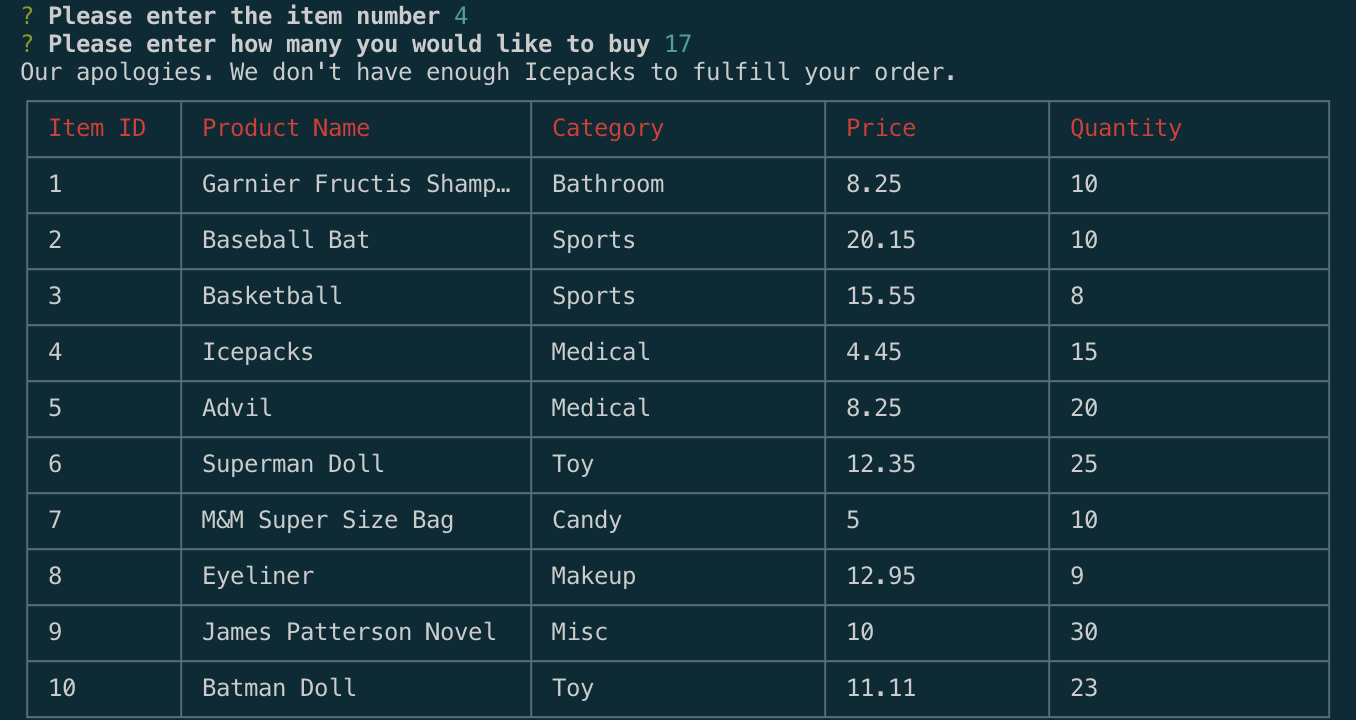 ? Please enter the item number 4
? Please enter how many you would like to buy 17
Our apologies. We don't have enough Icepacks to fulfill your order.
Item ID Product Name Category Price Quantity
1 Garnier Fructis Shamp… Bathroom 8.25 10
2 Baseball Bat Sports 20.15 10
3 Basketball Sports 15.55 8
4 Icepacks Medical 4.45 15
5 Advil Medical 8.25 20
6 Superman Doll Toy 12.35 25
7 M&M Super Size Bag Candy 5 10
8 Eyeliner Makeup 12.95 9
9 James Patterson Novel Misc 10 30
10 Batman Doll Toy 11.11 23